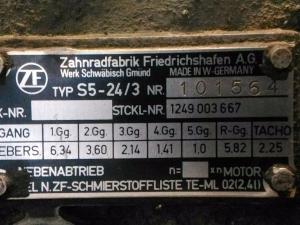 ZF
Zahnradfabrik Friedrichshafen A.G.
Werk Schwäbisch Gmünd MADE IN W-GERMANY
TYP S5-24/3 NR. 101564
K-NR. STCKL-NR. 1249 003 667
GANG 1.Gg. 2.Gg. 3.Gg 4.Gg. 5.Gg. R-Gg. TACHO
EBERS. 6,34 3.60 2.14 1.41 1.0 5.82 2.25
EBENABTRIEB n= xn MOTOR
EL N.ZF-SCHMIERSTOFFLISTE TE-ML 02(2,4)